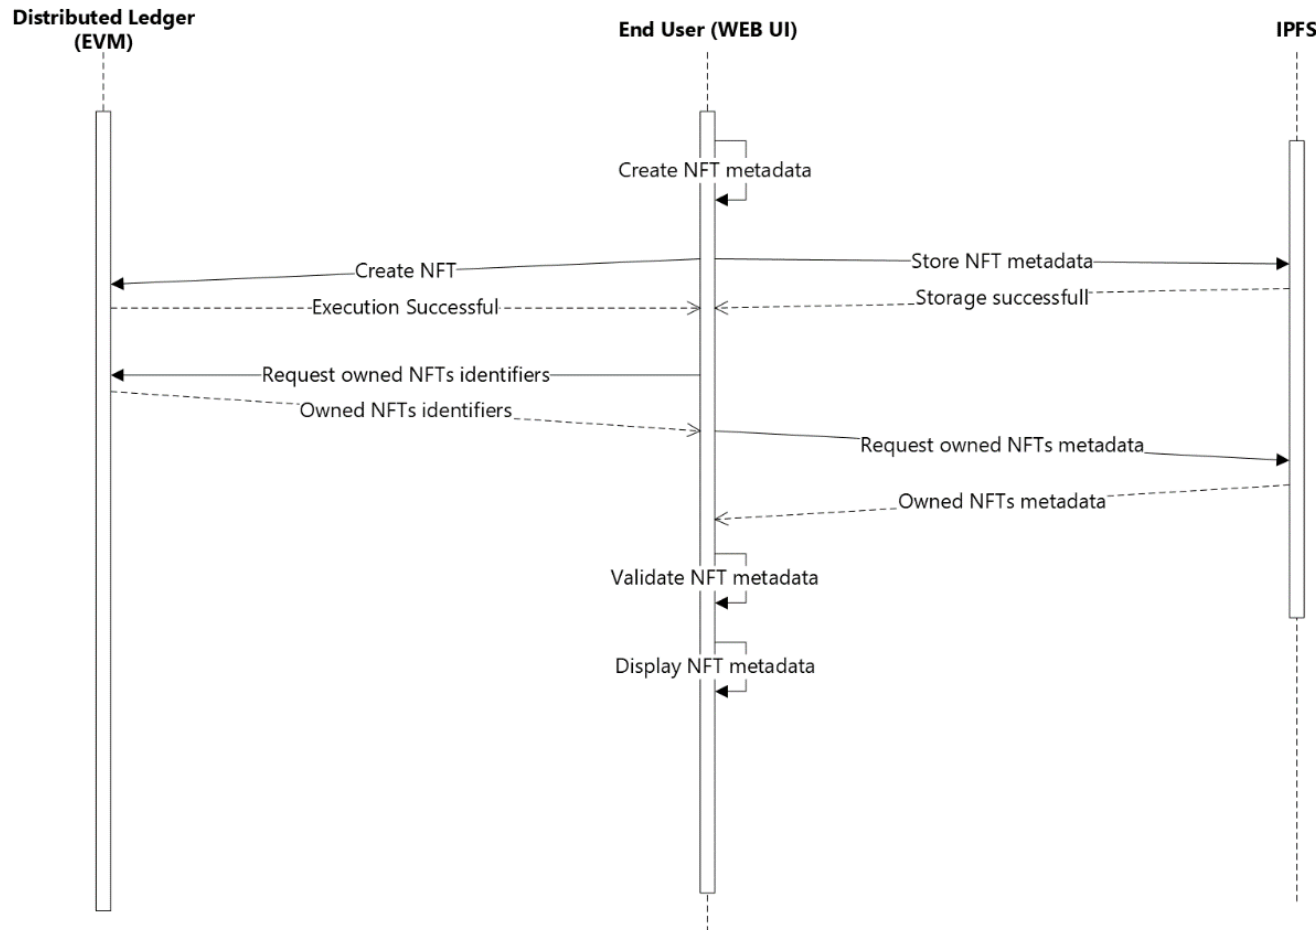 Distributed Ledger
(EVM)
End User (WEB UI)
IPFS
Create NFT metadata
Create NFT
Store NFT metadata
Execution Successful
Storage successfull
Request owned NFTs identifiers
Owned NFTs identifiers
Request owned NFTs metadata
Owned NFTs metadata
Validate NFT metadata
Display NFT metadata